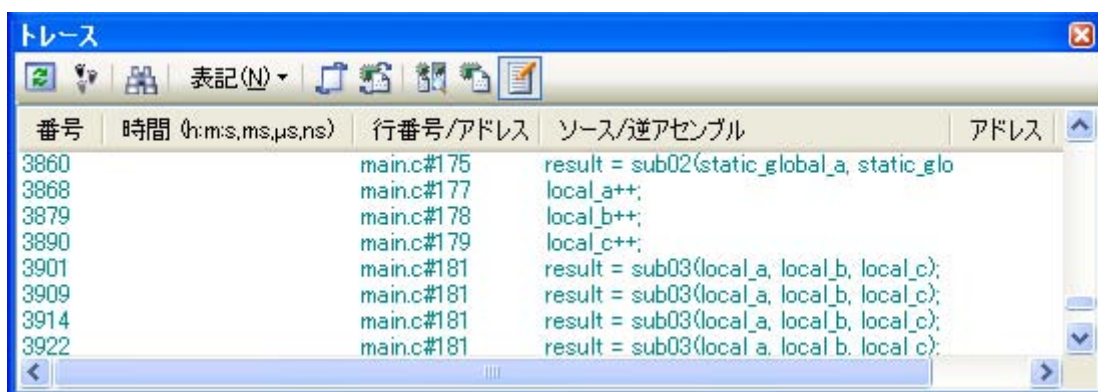 トレース
表記(N)
番号 時間 (h:m:s,ms,μs,ns) 行番号/アドレス ソース/逆アセンブル アドレス
3860 main.c#175 result = sub02(static_global_a, static_glo
3868 main.c#177 local_a++;
3879 main.c#178 local_b++;
3890 main.c#179 local_c++;
3901 main.c#181 result = sub03(local_a, local_b, local_c);
3909 main.c#181 result = sub03(local_a, local_b, local_c);
3914 main.c#181 result = sub03(local_a, local_b, local_c);
3922 main.c#181 result = sub03(local_a, local_b, local_c);